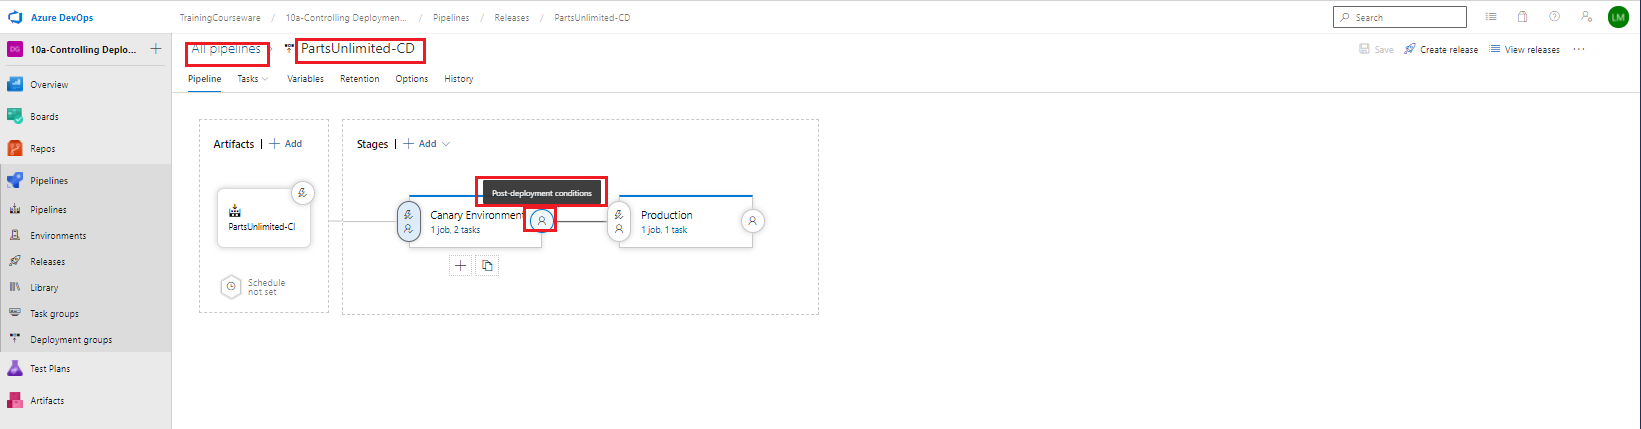 Azure DevOps
TrainingCourseware / 10a-Controlling Deploymen... / Pipelines / Releases / PartsUnlimited-CD
Search
LM
DG
10a-Controlling Deplo...
All pipelines
PartsUnlimited-CD
Save
Create release
View releases
Pipeline
Tasks
Variables
Retention
Options
History
Overview
Boards
Repos
Pipelines
Pipelines
Environments
Releases
Library
Task groups
Deployment groups
Test Plans
Artifacts
Artifacts | + Add
Stages | + Add
PartsUnlimited-CI
Schedule
not set
Post-deployment conditions
Canary Environment
1 job, 2 tasks
Production
1 job, 1 task